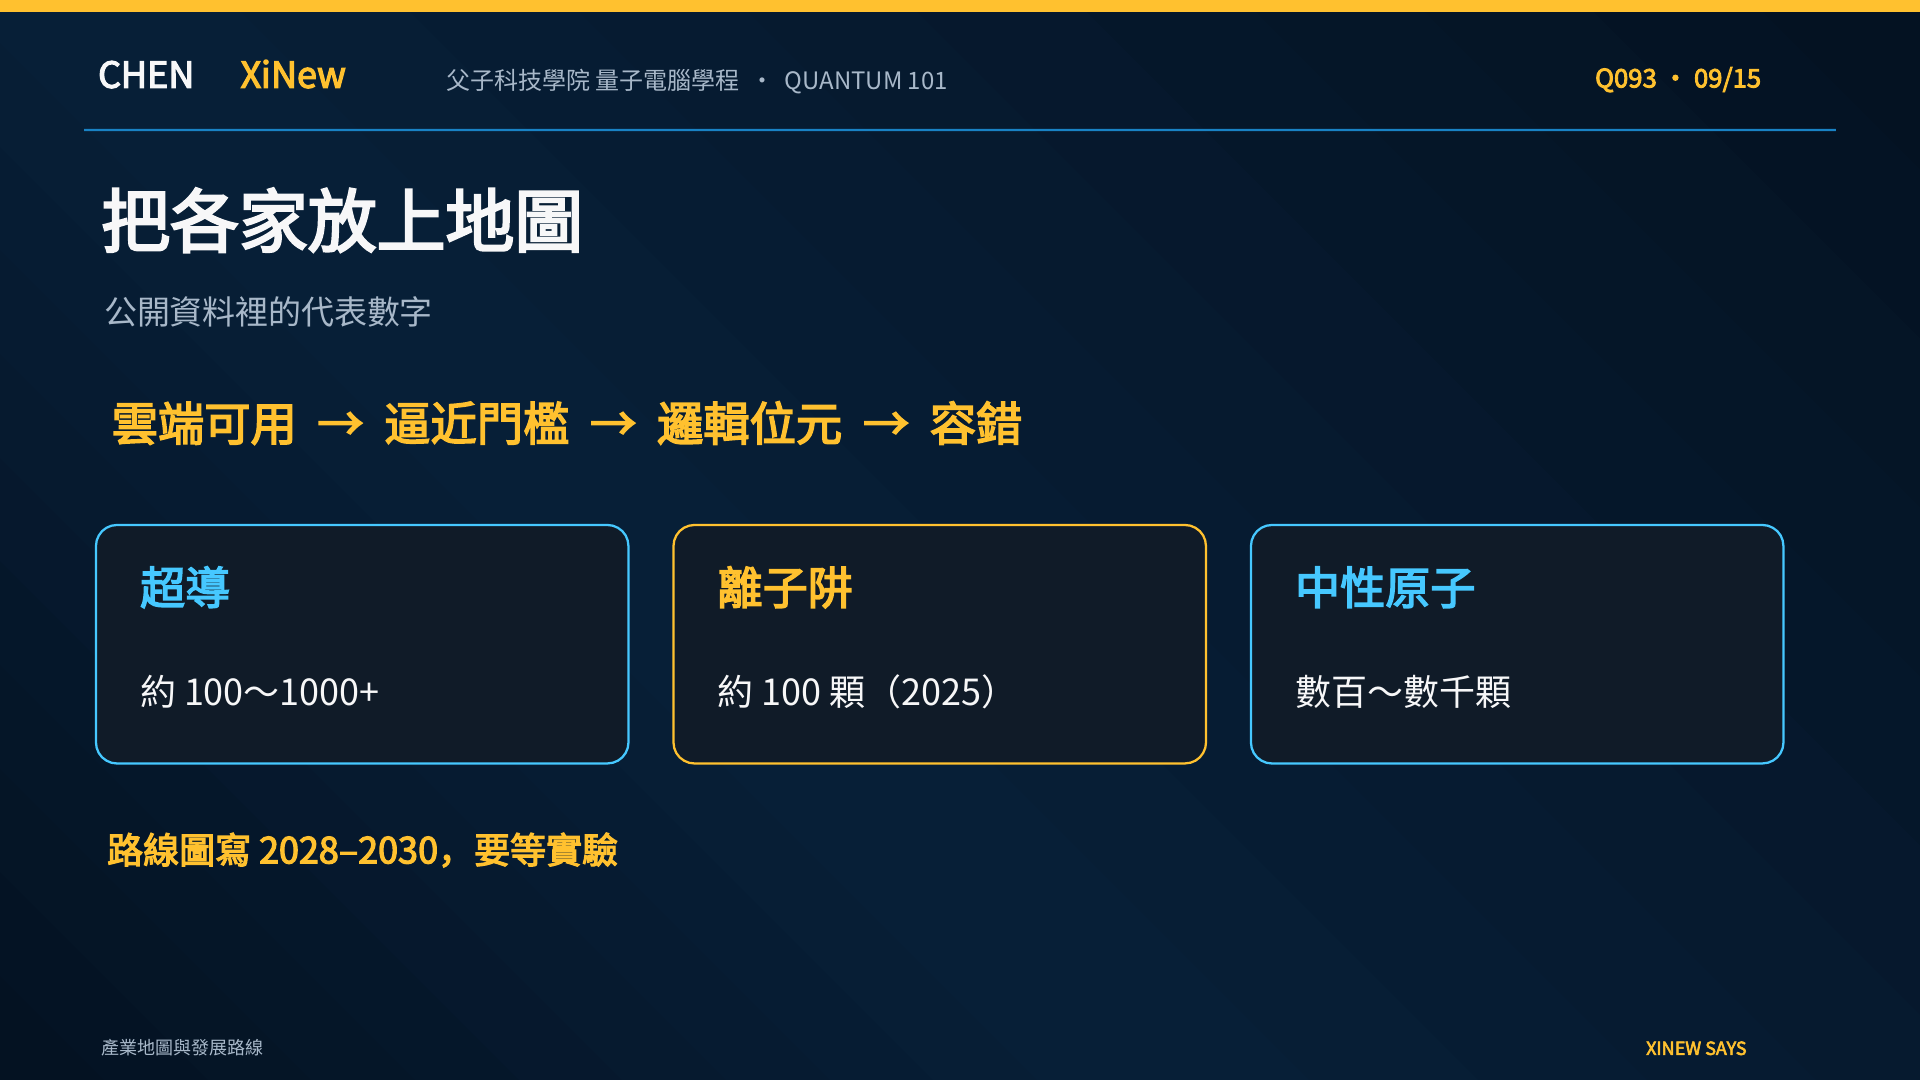 CHEN XiNew 父子科技學院 量子電腦學程 · QUANTUM 101 Q093 · 09/15
把各家放上地圖
公開資料裡的代表數字
雲端可用 → 逼近門檻 → 邏輯位元 → 容錯
超導
約 100～1000+
離子阱
約 100 顆（2025）
中性原子
數百～數千顆
路線圖寫 2028–2030，要等實驗
產業地圖與發展路線
XINEW SAYS